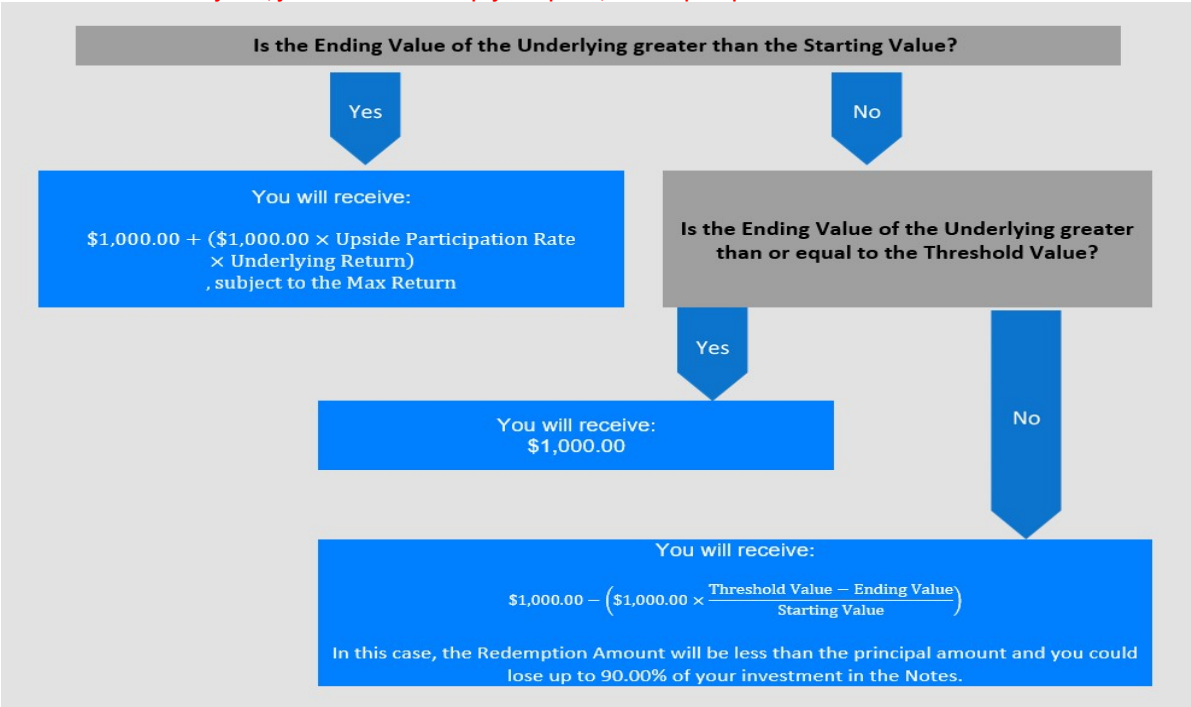 Is the Ending Value of the Underlying greater than the Starting Value?
Yes
No
You will receive:
$1,000.00 + ($1,000.00 × Upside Participation Rate
× Underlying Return)
, subject to the Max Return
Is the Ending Value of the Underlying greater
than or equal to the Threshold Value?
Yes
No
You will receive:
$1,000.00
You will receive:
$1,000.00 − ($1,000.00 × (Threshold Value − Ending Value) / Starting Value)
In this case, the Redemption Amount will be less than the principal amount and you could
lose up to 90.00% of your investment in the Notes.